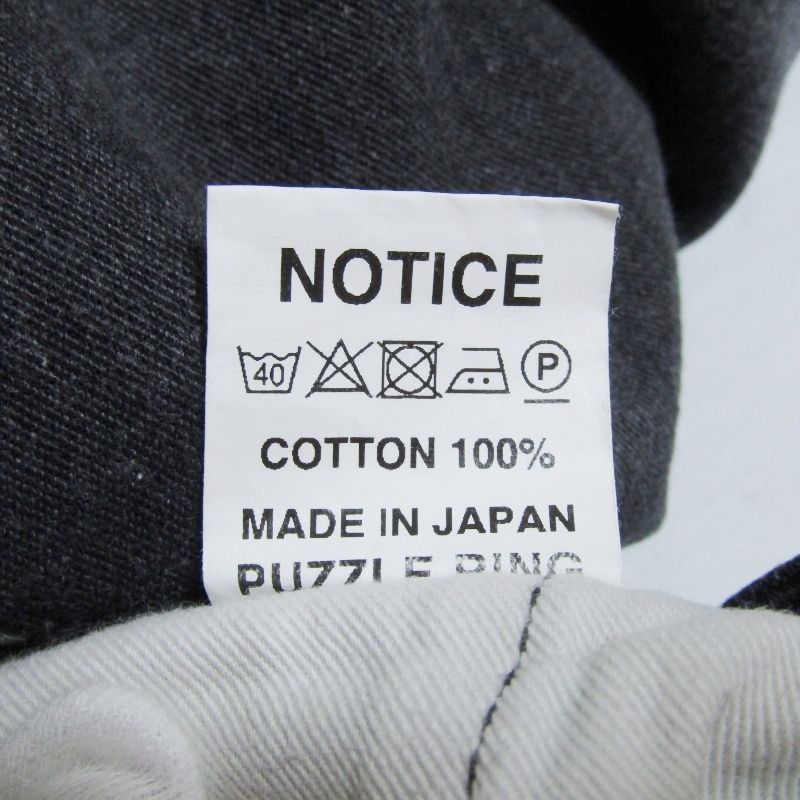 NOTICE
40 P
COTTON 100%
MADE IN JAPAN
PUZZLE RING